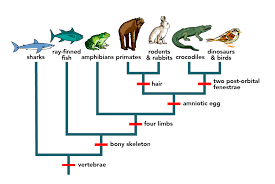 sharks
ray-finned
fish
amphibians
primates
rodents
& rabbits
crocodiles
dinosaurs
& birds
hair
two post-orbital
fenestrae
amniotic egg
four limbs
bony skeleton
vertebrae